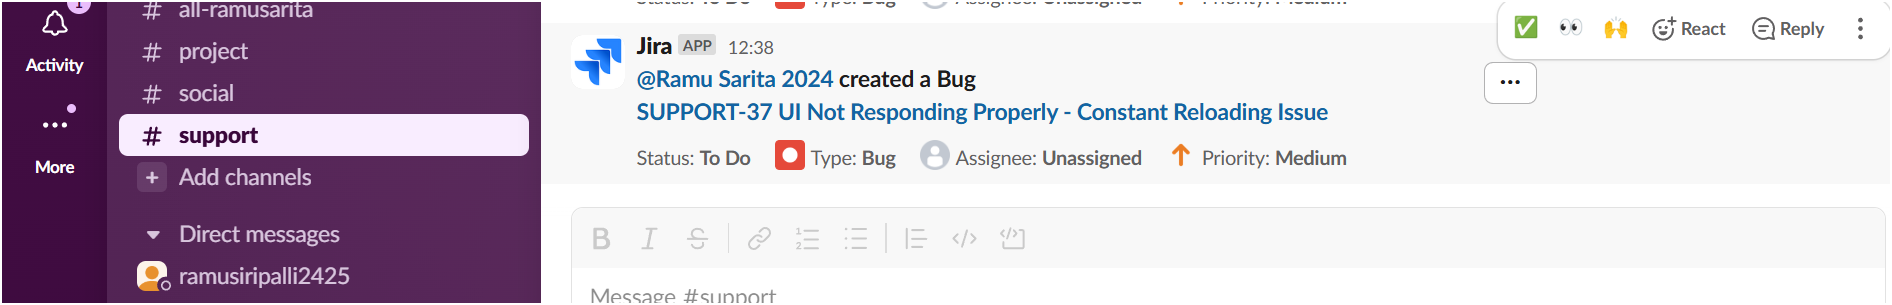 1
Activity
More
# all-ramusarita
# project
# social
# support
+ Add channels
Direct messages
ramusiripalli2425
Status: To Do Type: Bug Assignee: Unassigned Priority: Medium
React Reply
Jira APP 12:38
@Ramu Sarita 2024 created a Bug
SUPPORT-37 UI Not Responding Properly - Constant Reloading Issue
Status: To Do Type: Bug Assignee: Unassigned Priority: Medium
Message #support